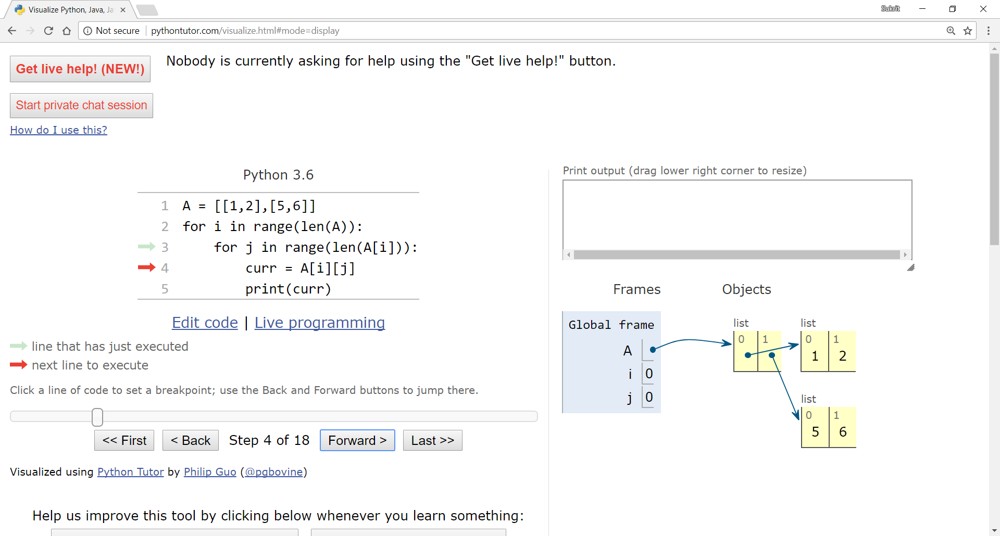 Visualize Python, Java, Ja
Sukrit
Not secure
pythontutor.com/visualize.html#mode=display
Get live help! (NEW!)
Nobody is currently asking for help using the "Get live help!" button.
Start private chat session
How do I use this?
Python 3.6
1 A = [[1,2],[5,6]]
2 for i in range(len(A)):
3 for j in range(len(A[i])):
4 curr = A[i][j]
5 print(curr)
Edit code | Live programming
line that has just executed
next line to execute
Click a line of code to set a breakpoint; use the Back and Forward buttons to jump there.
<< First < Back Step 4 of 18 Forward > Last >>
Visualized using Python Tutor by Philip Guo (@pgbovine)
Help us improve this tool by clicking below whenever you learn something:
Print output (drag lower right corner to resize)
Frames Objects
Global frame
A
i 0
j 0
list
0 1
list
0 1
1 2
list
0 1
5 6